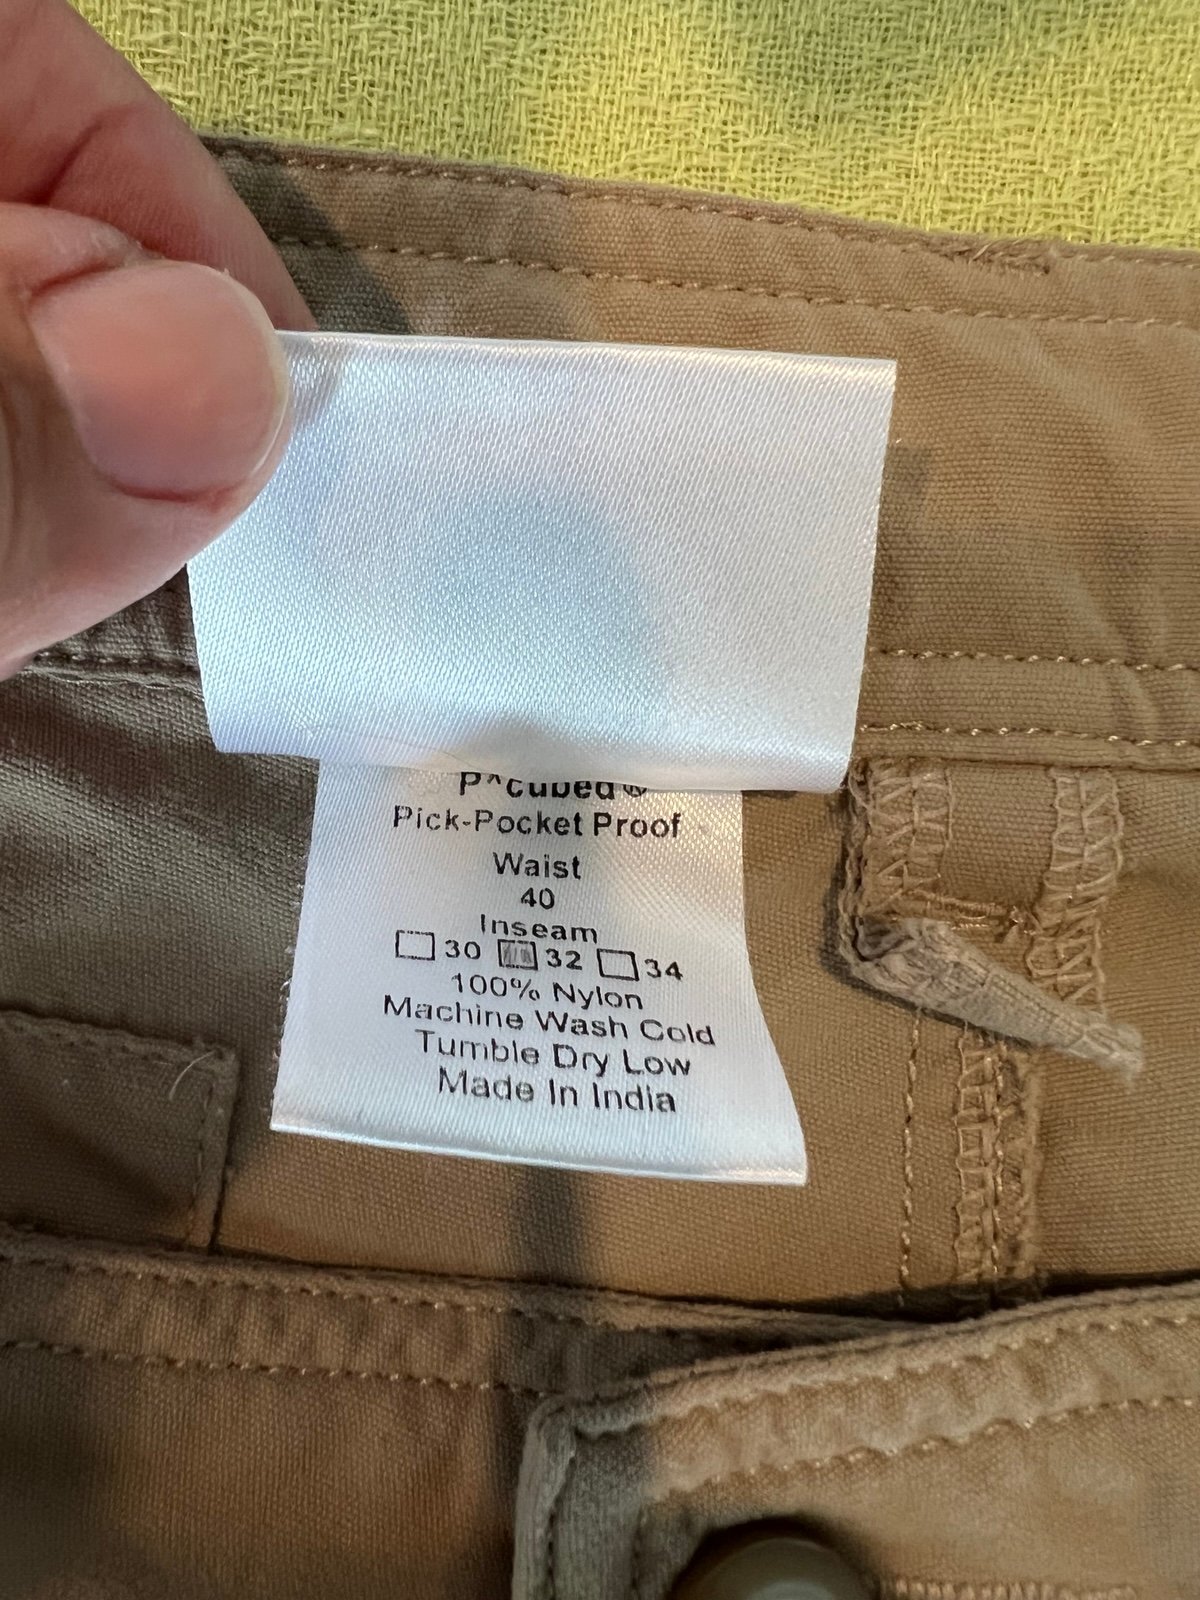 P^cubed®
Pick-Pocket Proof
Waist
40
Inseam
30 32 34
100% Nylon
Machine Wash Cold
Tumble Dry Low
Made In India